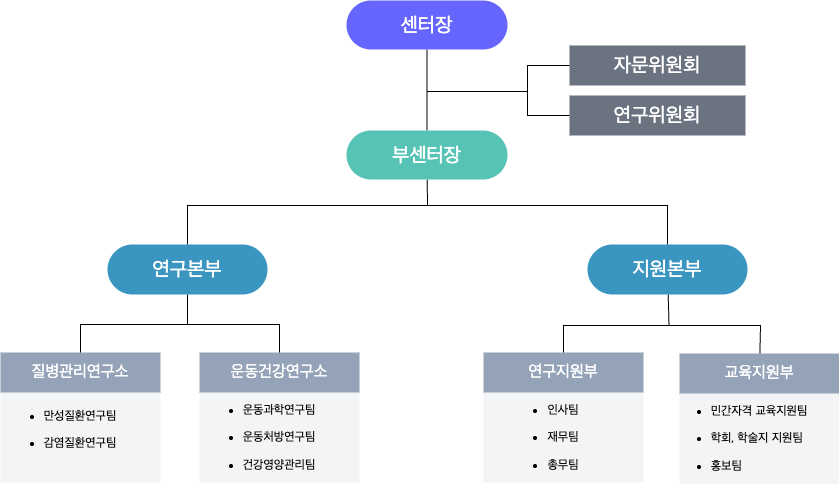 센터장
자문위원회
연구위원회
부센터장
연구본부
지원본부
질병관리연구소
만성질환연구팀
감염질환연구팀
운동건강연구소
운동과학연구팀
운동처방연구팀
건강영양관리팀
연구지원부
인사팀
재무팀
총무팀
교육지원부
민간자격 교육지원팀
학회, 학술지 지원팀
홍보팀